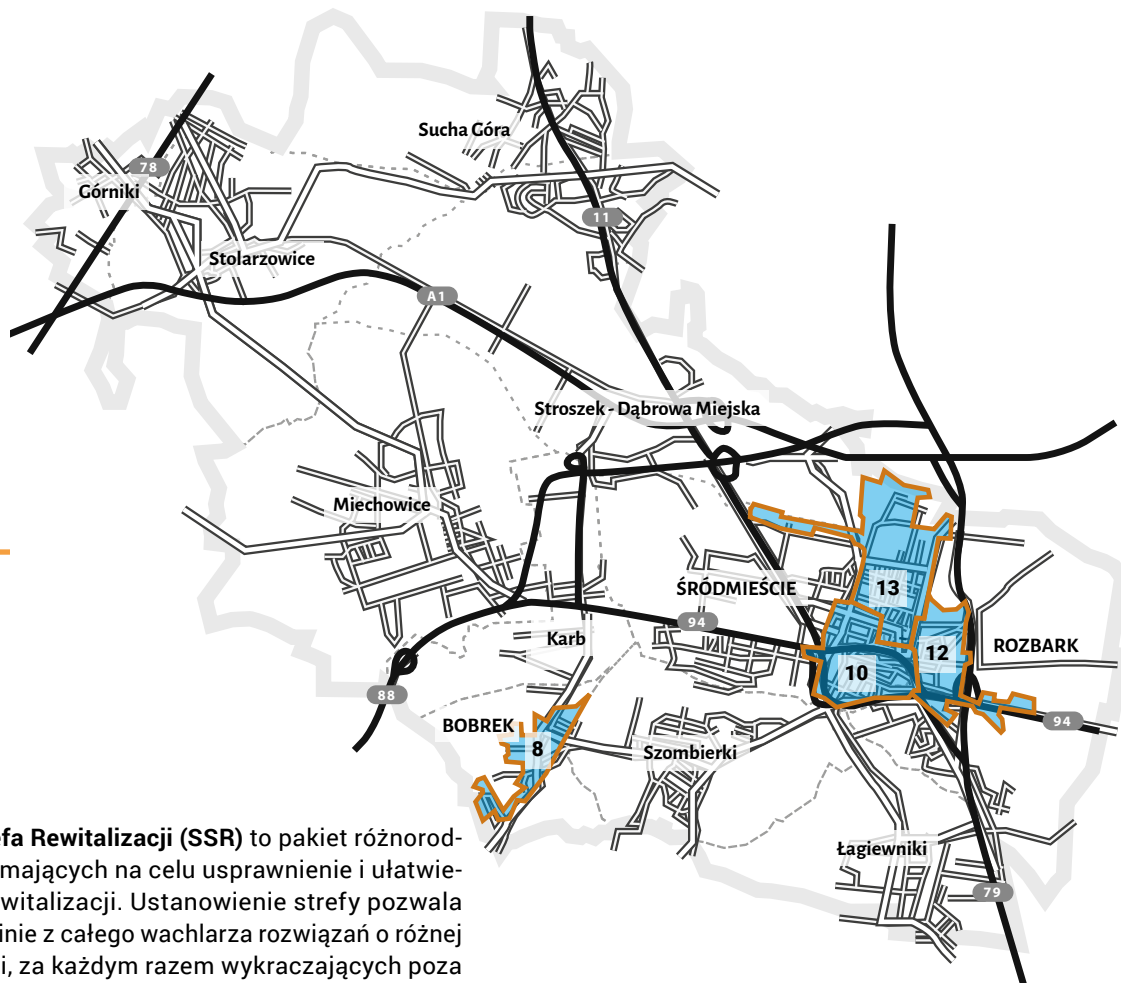 Sucha Góra
78
Górniki
11
Stolarzowice
A1
Stroszek - Dąbrowa Miejska
Miechowice
ŚRÓDMIEŚCIE
13
94
Karb
12
ROZBARK
10
88
BOBREK
94
8
Szombierki
efa Rewitalizacji (SSR) to pakiet różnorod-
mających na celu usprawnienie i ułatwie-
witalizacji. Ustanowienie strefy pozwala
inie z całego wachlarza rozwiązań o różnej
i, za każdym razem wykraczających poza
Łagiewniki
79